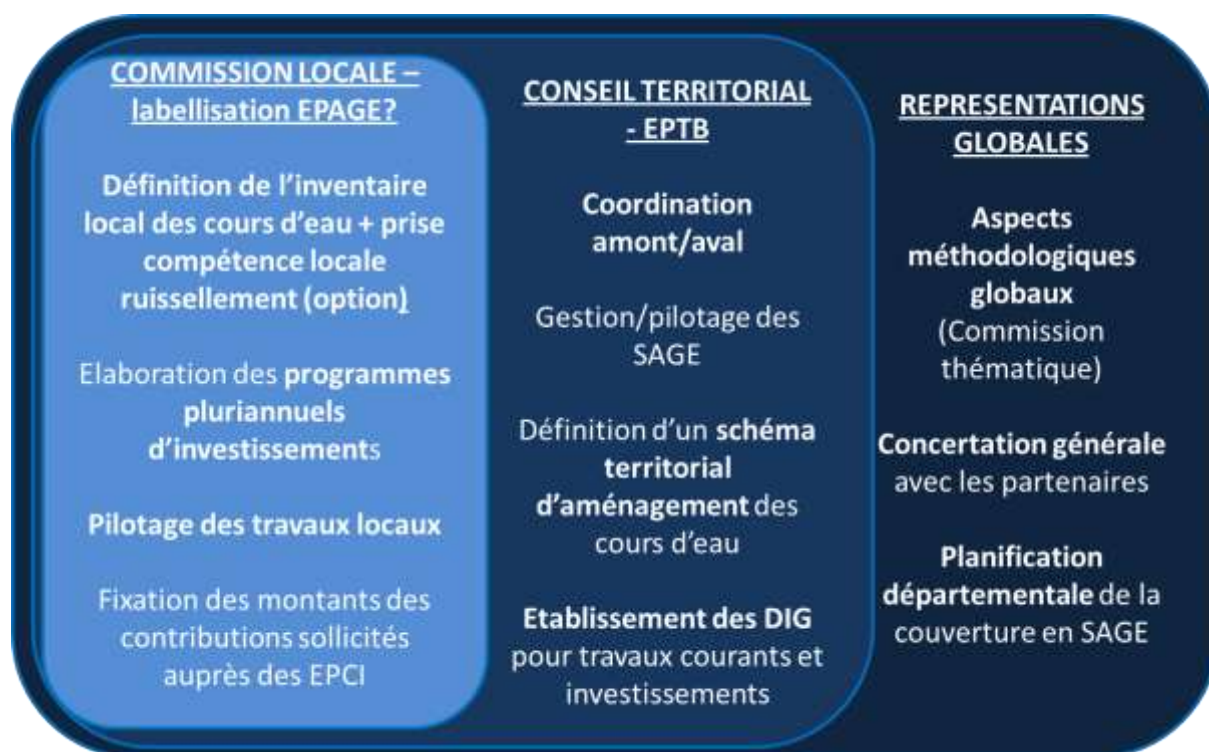 COMMISSION LOCALE –
labellisation EPAGE?
Définition de l'inventaire
local des cours d'eau + prise
compétence locale
ruissellement (option)
Elaboration des programmes
pluriannuels
d'investissements
Pilotage des travaux locaux
Fixation des montants des
contributions sollicités
auprès des EPCI
CONSEIL TERRITORIAL
- EPTB
Coordination
amont/aval
Gestion/pilotage des
SAGE
Définition d'un schéma
territorial
d'aménagement des
cours d'eau
Etablissement des DIG
pour travaux courants et
investissements
REPRESENTATIONS
GLOBALES
Aspects
méthodologiques
globaux
(Commission
thématique)
Concertation générale
avec les partenaires
Planification
départementale de la
couverture en SAGE